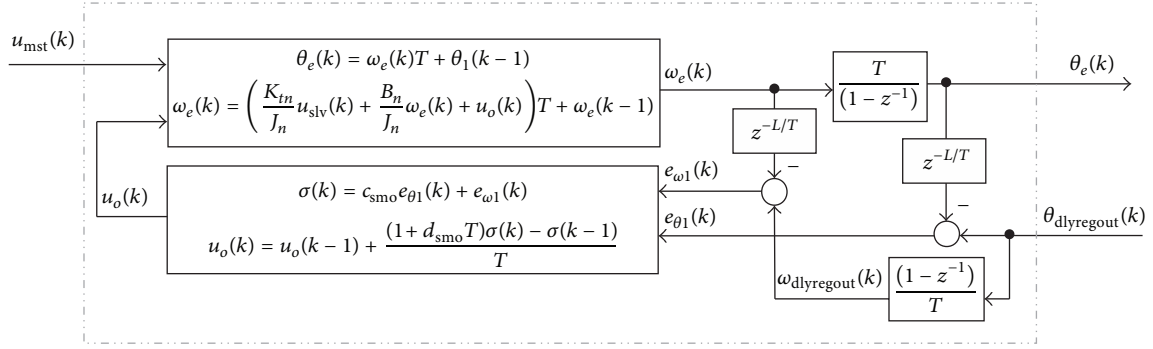 u_mst(k)
θ_e(k) = ω_e(k)T + θ_1(k − 1)
ω_e(k) = ( K_tn/J_n u_slv(k) + B_n/J_n ω_e(k) + u_o(k) ) T + ω_e(k − 1)
ω_e(k)
T/(1 − z^−1)
θ_e(k)
z^−L/T
z^−L/T
−
−
u_o(k)
σ(k) = c_smo e_θ1(k) + e_ω1(k)
u_o(k) = u_o(k − 1) + (1 + d_smo T)σ(k) − σ(k − 1)/T
e_ω1(k)
e_θ1(k)
θ_dlyregout(k)
ω_dlyregout(k)
(1 − z^−1)/T